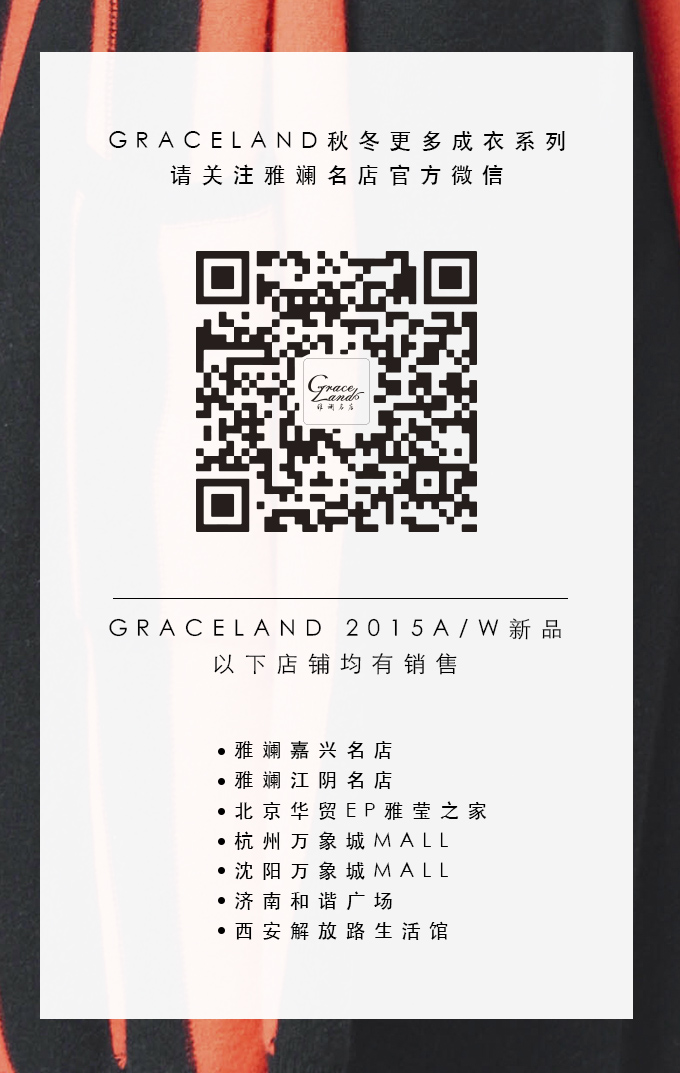 GRACELAND秋冬更多成衣系列
请关注雅斓名店官方微信
Grace
Land
雅斓名店
GRACELAND 2015A/W新品
以下店铺均有销售
•雅斓嘉兴名店
•雅斓江阴名店
•北京华贸EP雅莹之家
•杭州万象城MALL
•沈阳万象城MALL
•济南和谐广场
•西安解放路生活馆